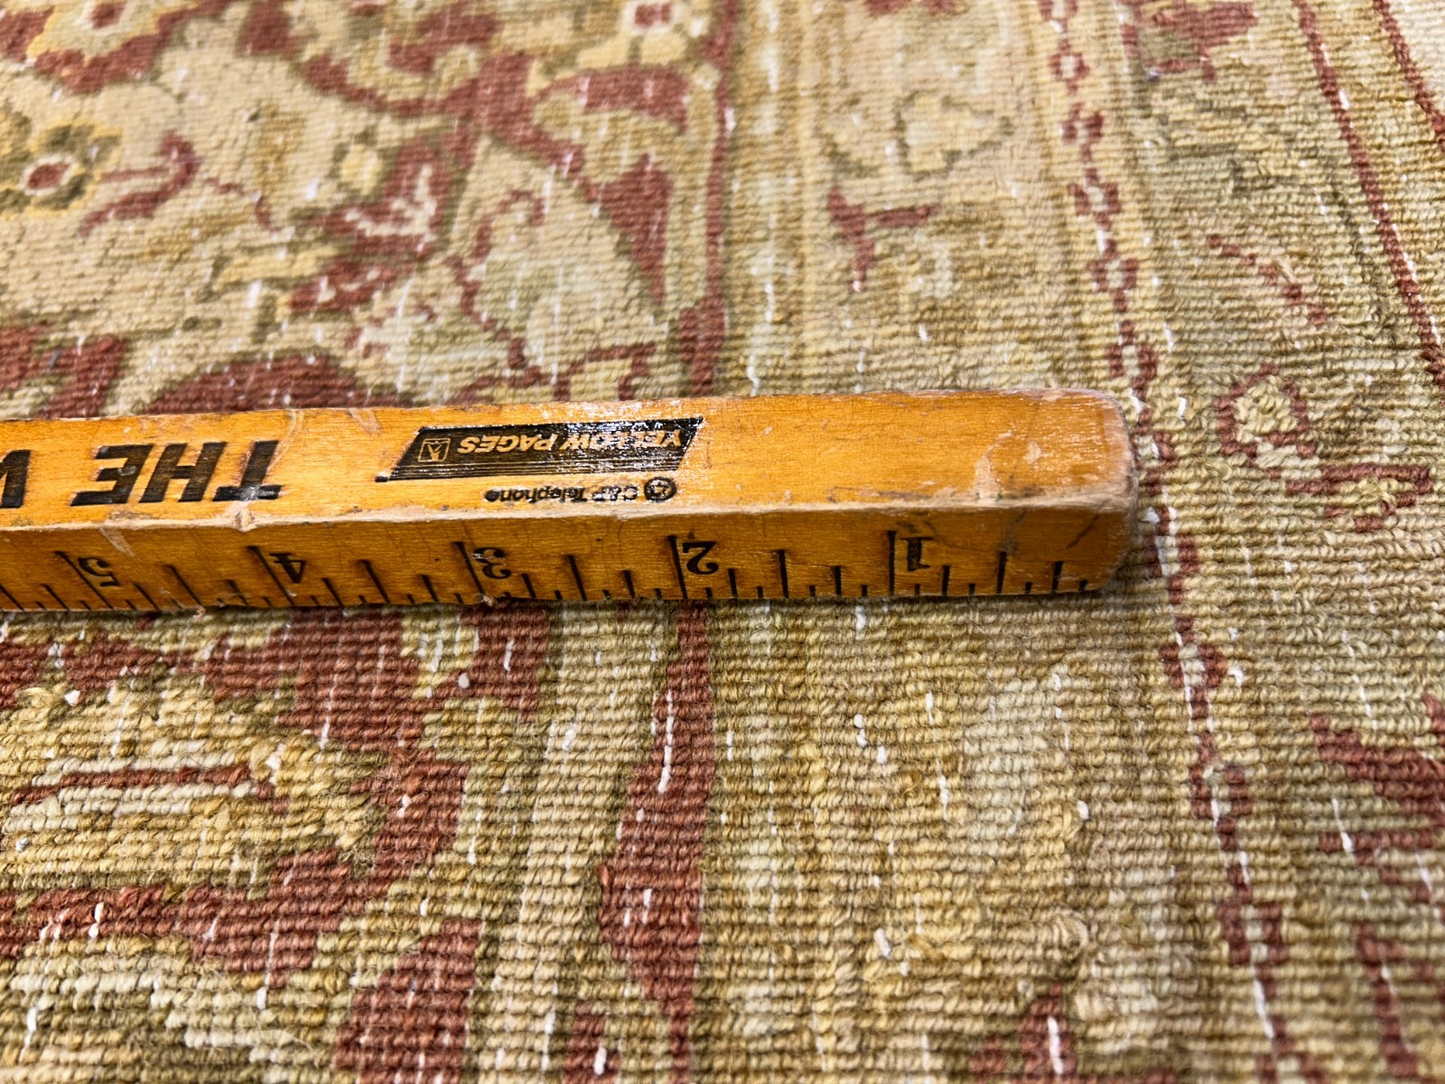 © C&P Telephone
YELLOW PAGES
THE
1 2 3 4 5